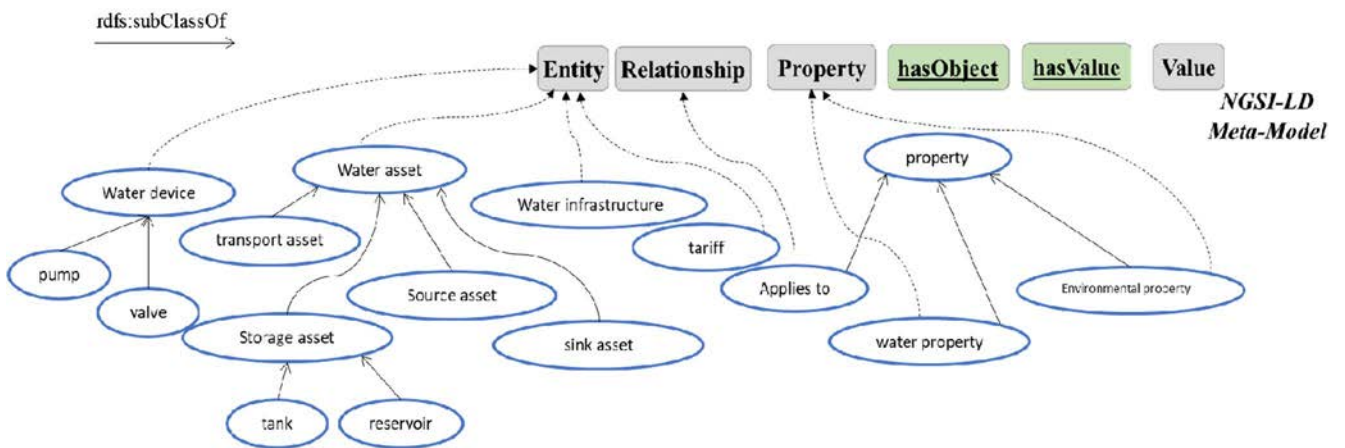 rdfs:subClassOf
Entity
Relationship
Property
hasObject
hasValue
Value
NGSI-LD
Meta-Model
Water device
Water asset
Water infrastructure
property
transport asset
tariff
pump
valve
Source asset
Applies to
Environmental property
Storage asset
sink asset
water property
tank
reservoir